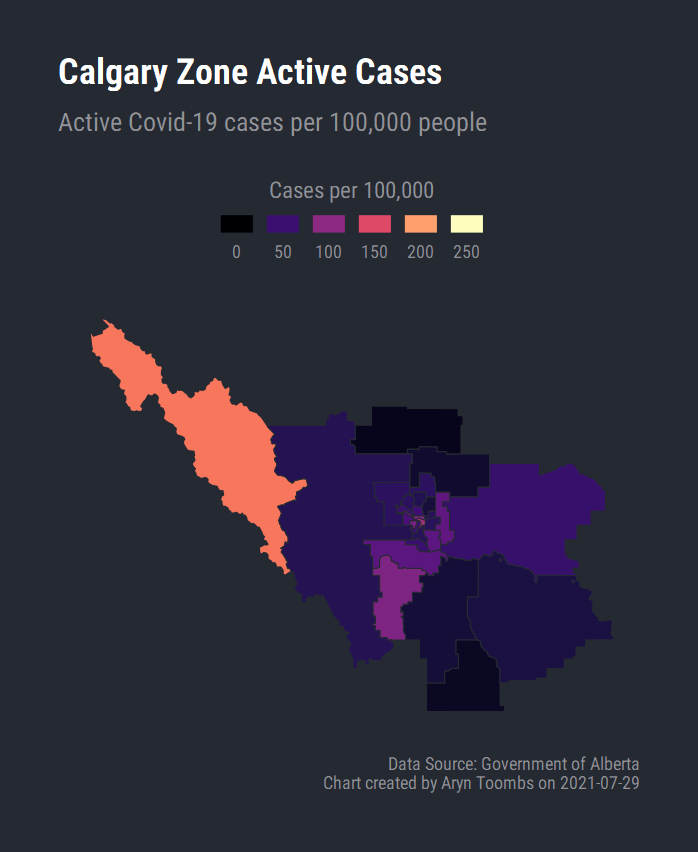 Calgary Zone Active Cases
Active Covid-19 cases per 100,000 people
Cases per 100,000
0 50 100 150 200 250
Data Source: Government of Alberta
Chart created by Aryn Toombs on 2021-07-29